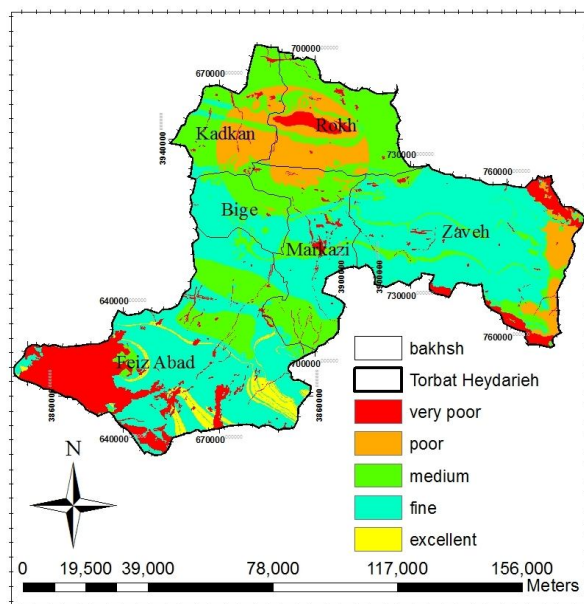 700000
670000
Kadkan
Rokh
3940000
730000
760000
Bige
Zaveh
Markazi
3900000
3900000
730000
640000
760000
Feiz Abad
700000
3860000
3860000
640000
670000
bakhsh
Torbat Heydarieh
very poor
poor
medium
fine
excellent
N
0 19,500 39,000 78,000 117,000 156,000
Meters